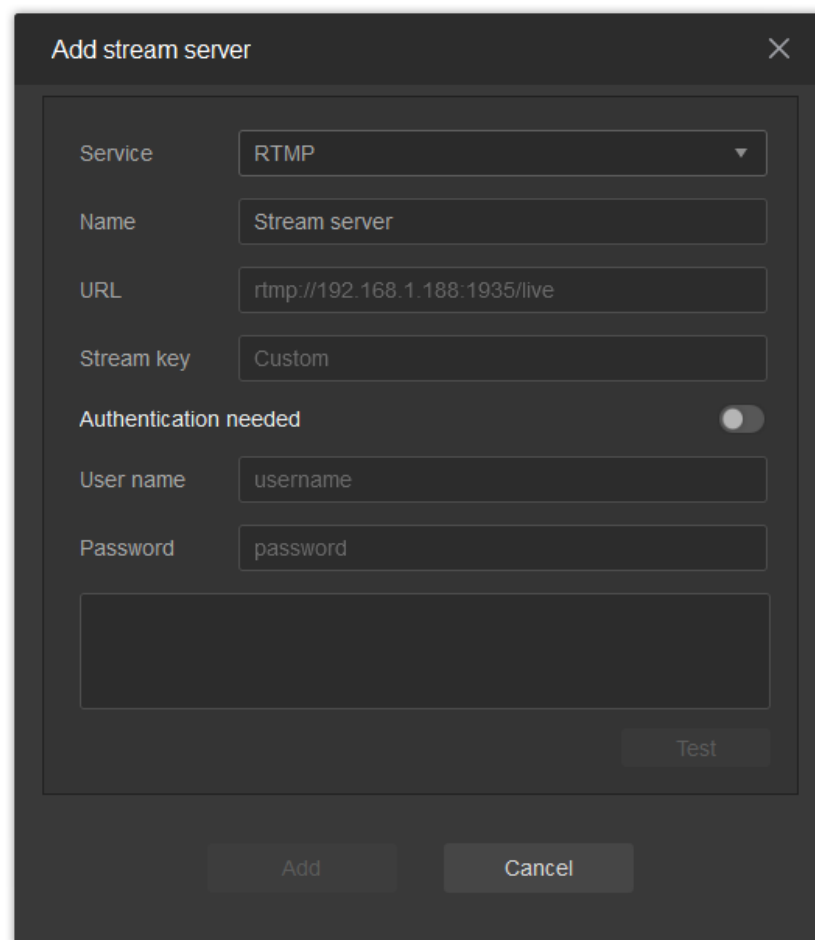 Add stream server
Service RTMP
Name Stream server
URL rtmp://192.168.1.188:1935/live
Stream key Custom
Authentication needed
User name username
Password password
Test
Add Cancel